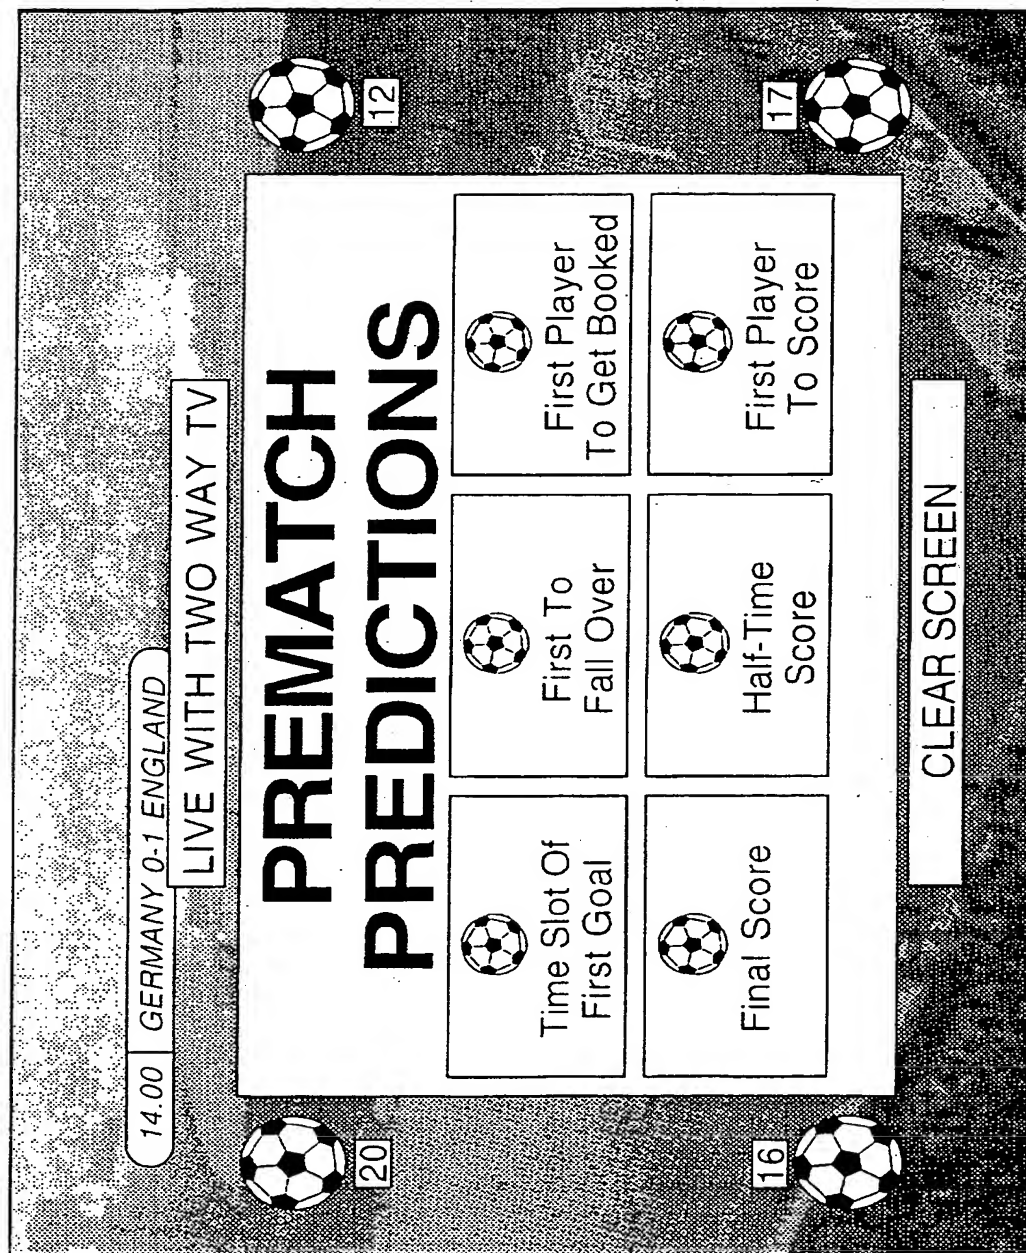 14.00 GERMANY 0-1 ENGLAND
LIVE WITH TWO WAY TV
20
12
PREMATCH
PREDICTIONS
Time Slot Of
First Goal
First To
Fall Over
First Player
To Get Booked
Final Score
Half-Time
Score
First Player
To Score
16
17
CLEAR SCREEN